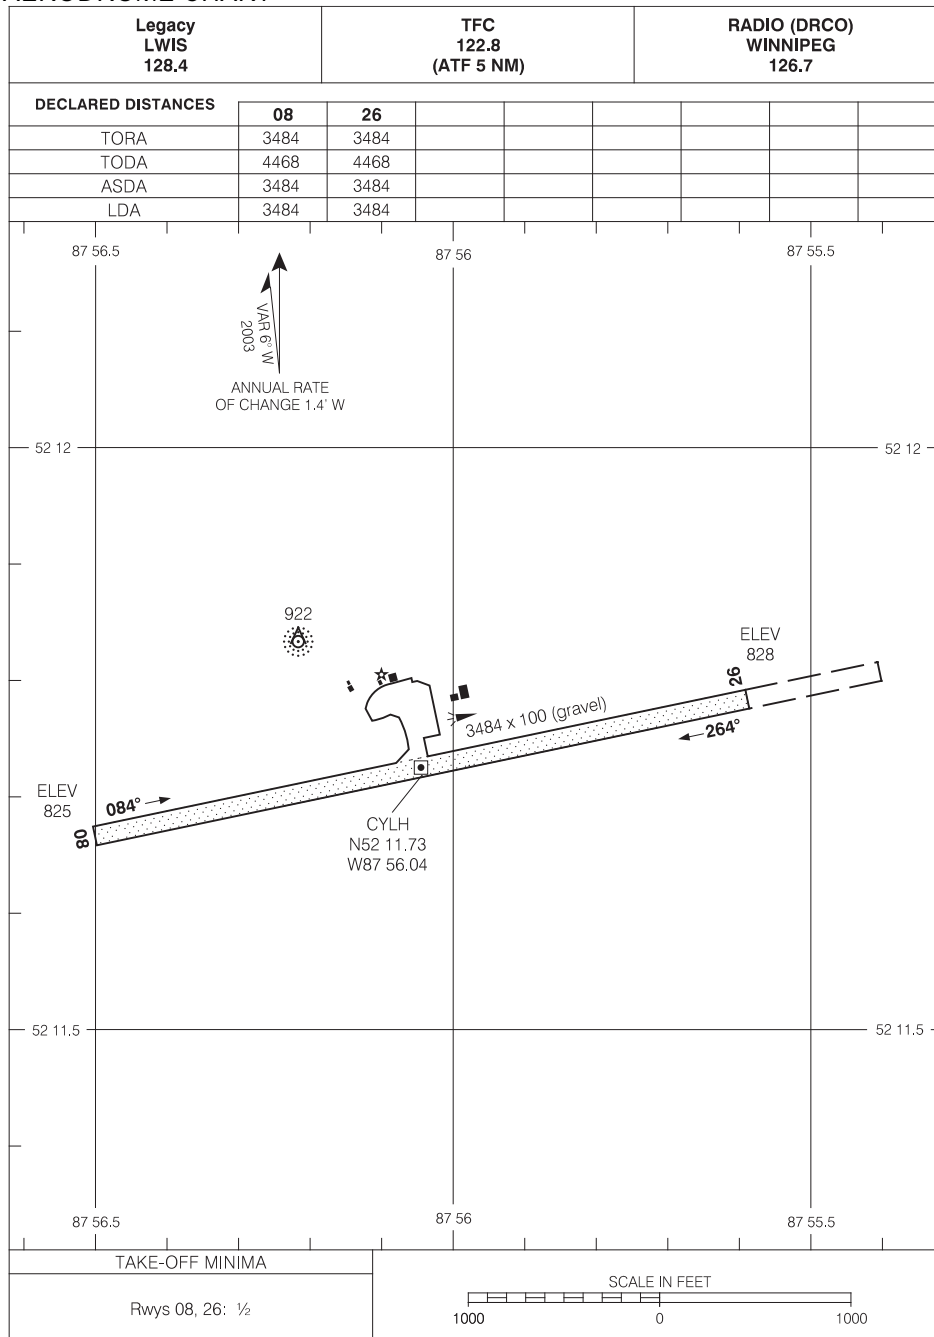 AERODROME CHART
Legacy
LWIS
128.4
TFC
122.8
(ATF 5 NM)
RADIO (DRCO)
WINNIPEG
126.7
DECLARED DISTANCES 08 26
TORA 3484 3484
TODA 4468 4468
ASDA 3484 3484
LDA 3484 3484
87 56.5 87 56 87 55.5
VAR 6° W
2003
ANNUAL RATE
OF CHANGE 1.4' W
52 12 52 12
922
ELEV
828
26
3484 x 100 (gravel)
264°
ELEV
825
084°
08
CYLH
N52 11.73
W87 56.04
52 11.5 52 11.5
87 56.5 87 56 87 55.5
TAKE-OFF MINIMA
Rwys 08, 26: ½
SCALE IN FEET
1000 0 1000